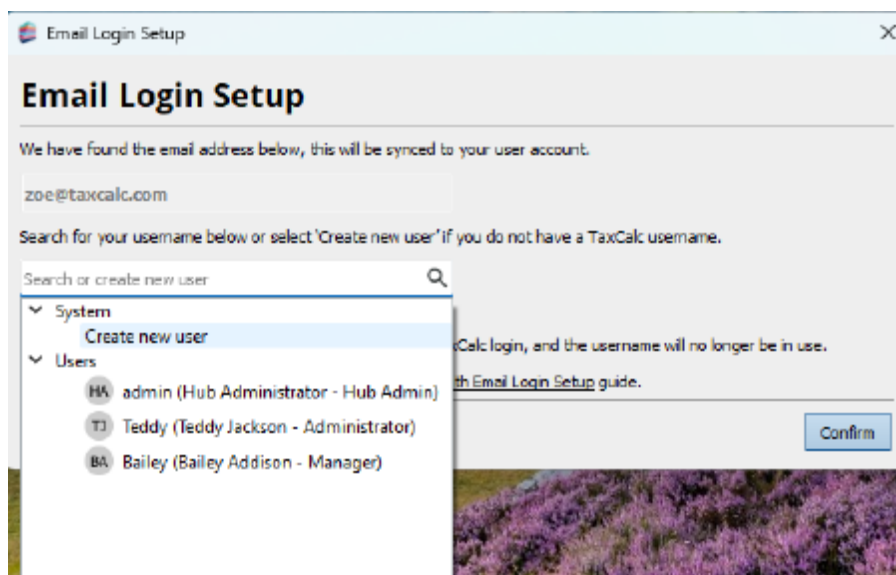 Email Login Setup
Email Login Setup
We have found the email address below, this will be synced to your user account.
zoe@taxcalc.com
Search for your username below or select 'Create new user' if you do not have a TaxCalc username.
Search or create new user
System
Create new user
Calc login, and the username will no longer be in use.
Users
th Email Login Setup guide.
HA admin (Hub Administrator - Hub Admin)
TJ Teddy (Teddy Jackson - Administrator)
Confirm
BA Bailey (Bailey Addison - Manager)